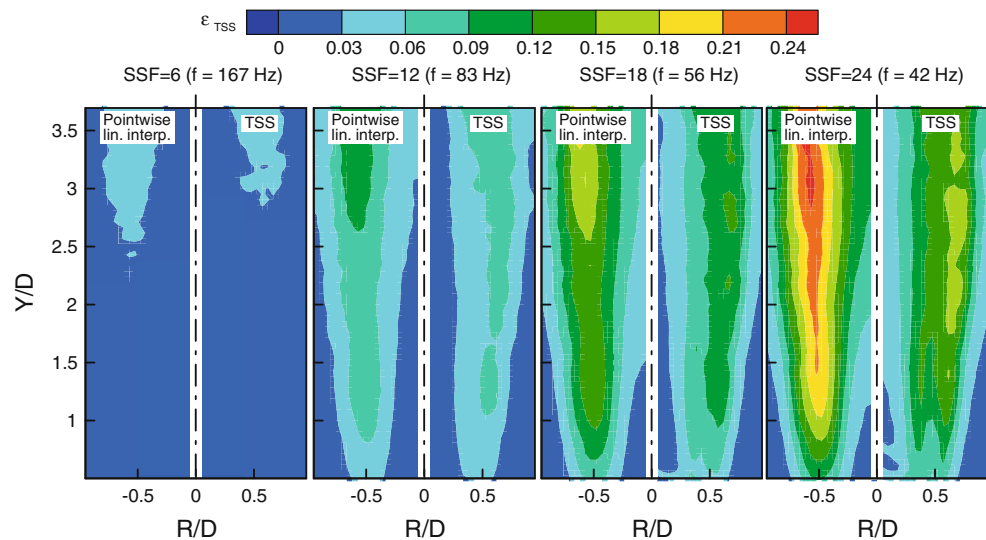 ε TSS
0 0.03 0.06 0.09 0.12 0.15 0.18 0.21 0.24
SSF=6 (f = 167 Hz) SSF=12 (f = 83 Hz) SSF=18 (f = 56 Hz) SSF=24 (f = 42 Hz)
Pointwise
lin. interp.
TSS
Pointwise
lin. interp.
TSS
Pointwise
lin. interp.
TSS
Pointwise
lin. interp.
TSS
Y/D
3.5
3
2.5
2
1.5
1
-0.5 0 0.5 -0.5 0 0.5 -0.5 0 0.5 -0.5 0 0.5
R/D R/D R/D R/D